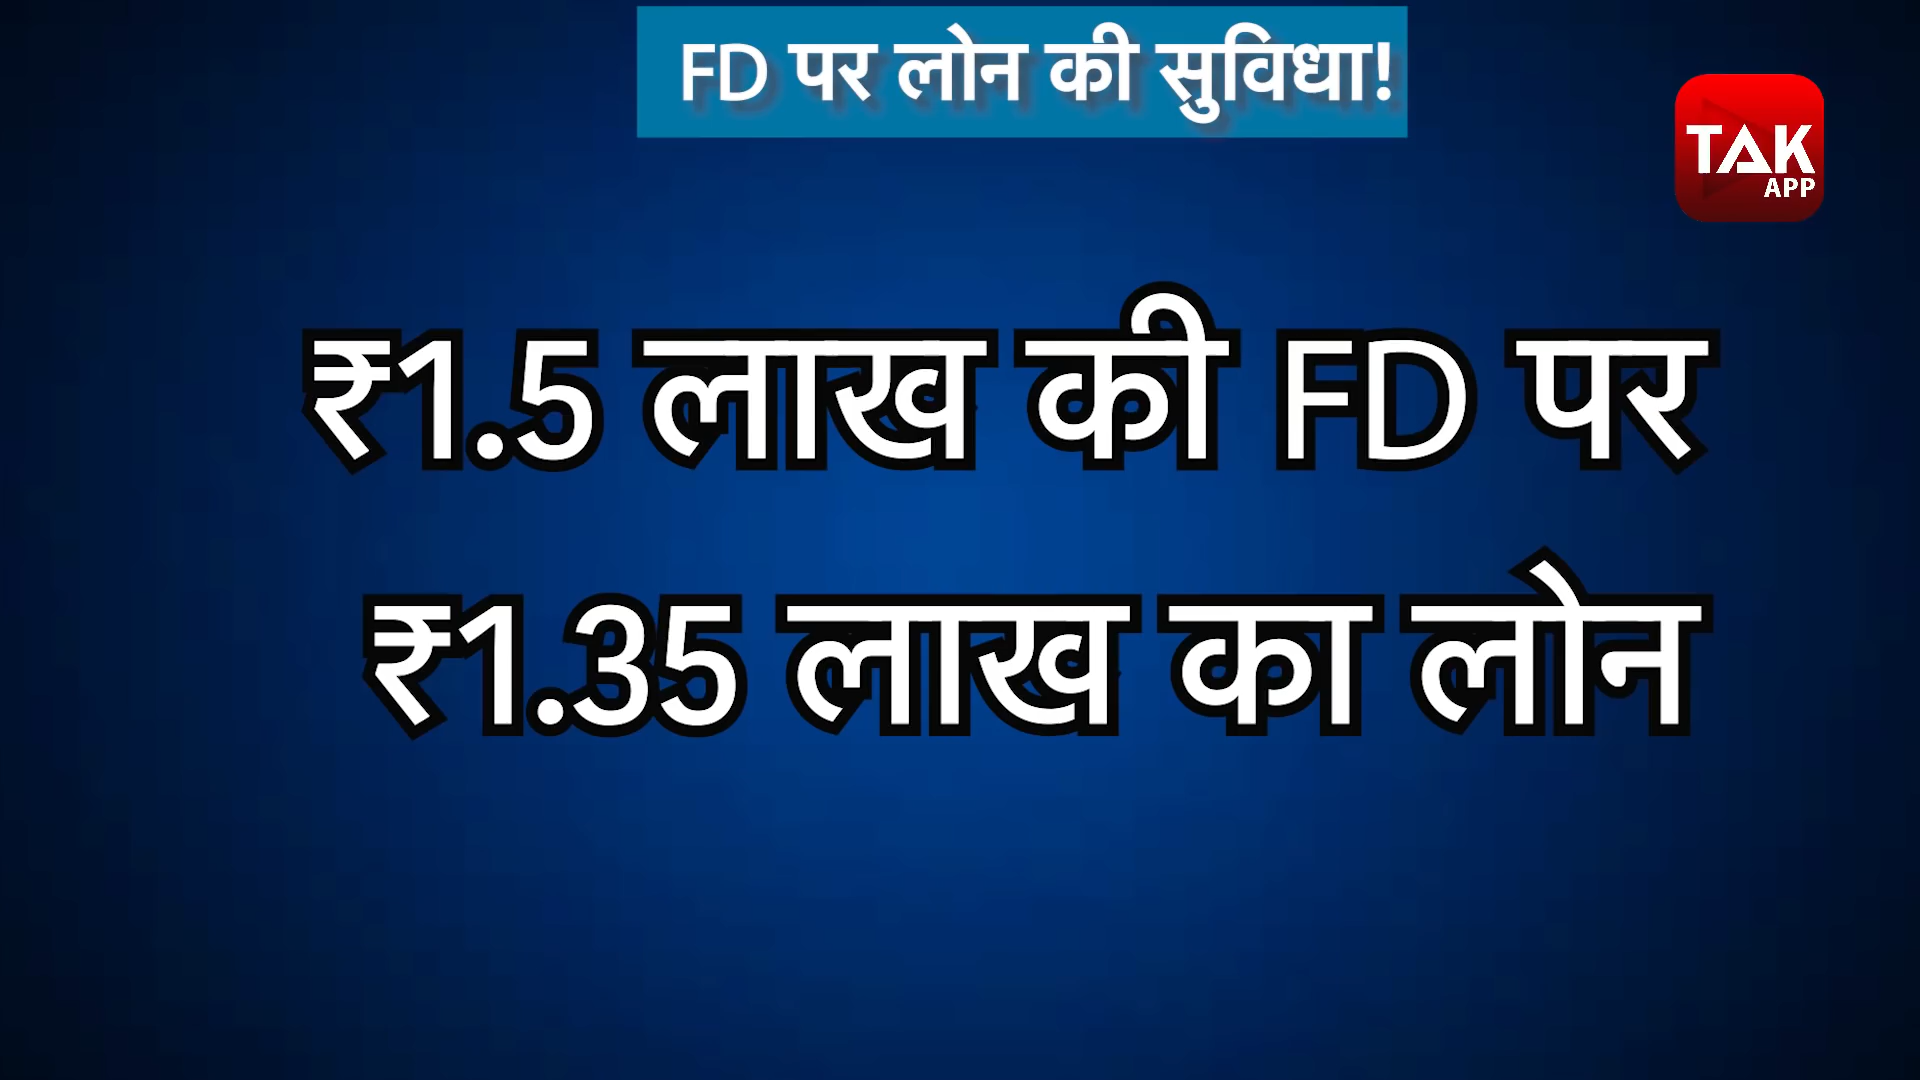 FD पर लोन की सुविधा!
TAK
APP
₹1.5 लाख की FD पर
₹1.35 लाख का लोन